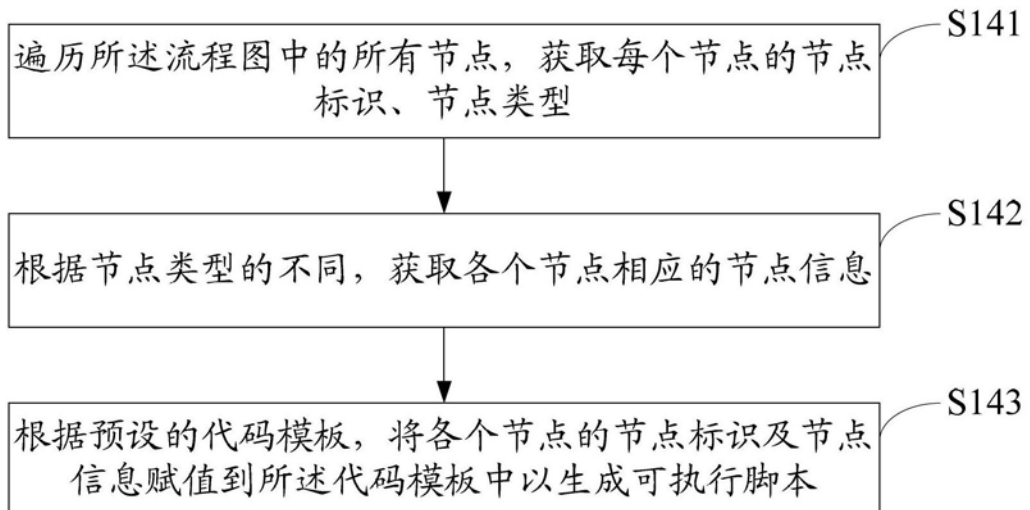 S141
遍历所述流程图中的所有节点，获取每个节点的节点
标识、节点类型
S142
根据节点类型的不同，获取各个节点相应的节点信息
S143
根据预设的代码模板，将各个节点的节点标识及节点
信息赋值到所述代码模板中以生成可执行脚本